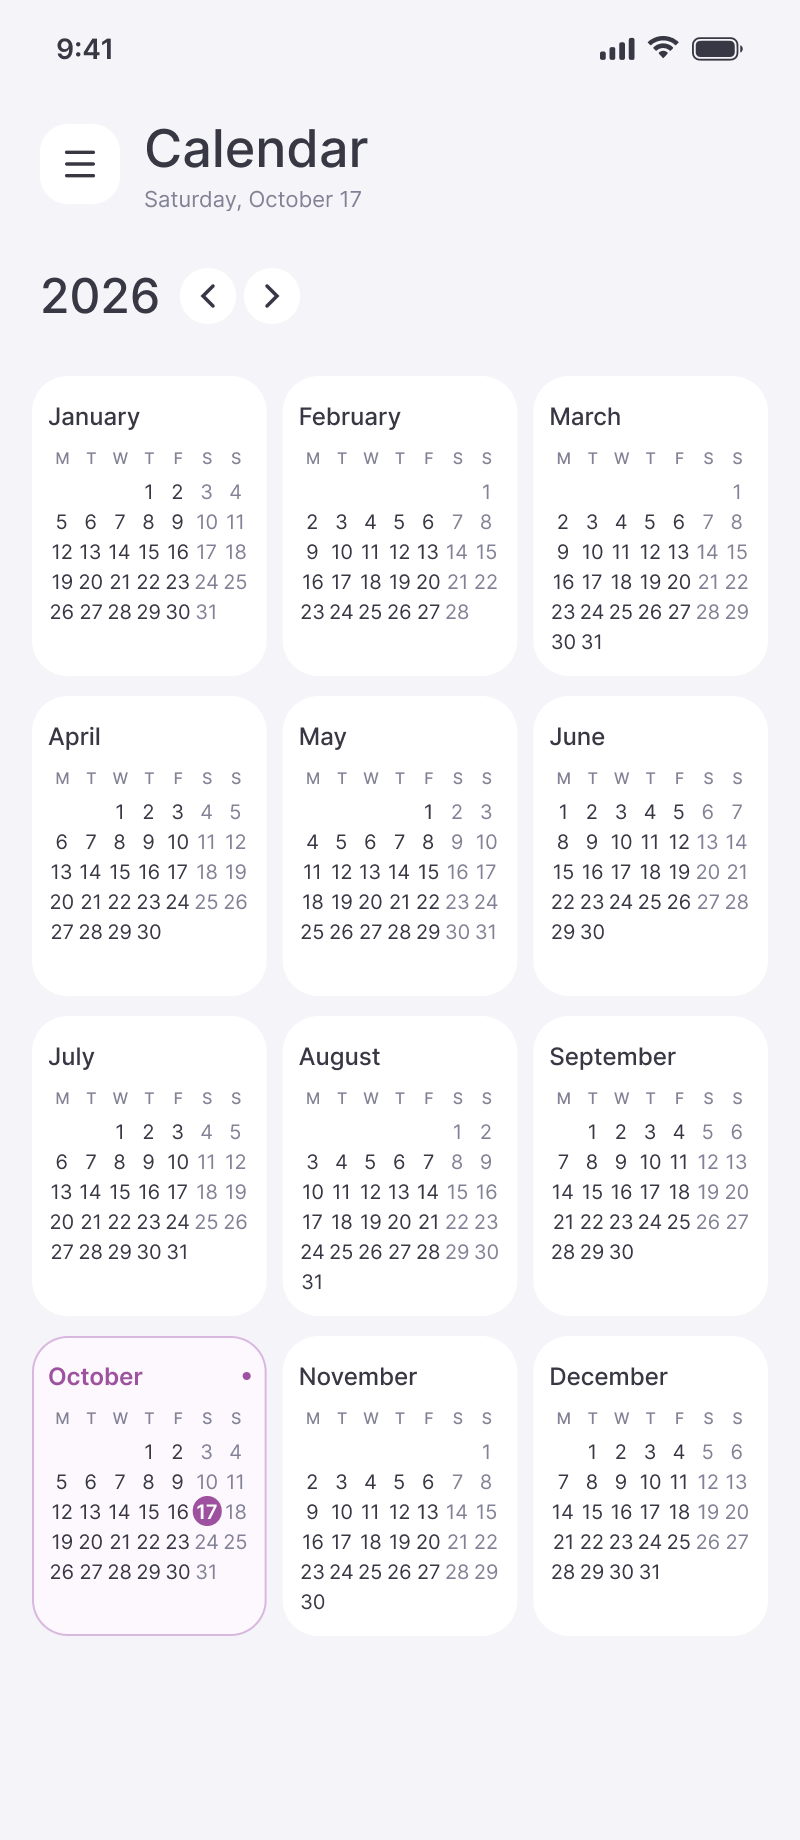 9:41
Calendar
Saturday, October 17
2026
January
M T W T F S S
1 2 3 4
5 6 7 8 9 10 11
12 13 14 15 16 17 18
19 20 21 22 23 24 25
26 27 28 29 30 31
February
M T W T F S S
1
2 3 4 5 6 7 8
9 10 11 12 13 14 15
16 17 18 19 20 21 22
23 24 25 26 27 28
March
M T W T F S S
1
2 3 4 5 6 7 8
9 10 11 12 13 14 15
16 17 18 19 20 21 22
23 24 25 26 27 28 29
30 31
April
M T W T F S S
1 2 3 4 5
6 7 8 9 10 11 12
13 14 15 16 17 18 19
20 21 22 23 24 25 26
27 28 29 30
May
M T W T F S S
1 2 3
4 5 6 7 8 9 10
11 12 13 14 15 16 17
18 19 20 21 22 23 24
25 26 27 28 29 30 31
June
M T W T F S S
1 2 3 4 5 6 7
8 9 10 11 12 13 14
15 16 17 18 19 20 21
22 23 24 25 26 27 28
29 30
July
M T W T F S S
1 2 3 4 5
6 7 8 9 10 11 12
13 14 15 16 17 18 19
20 21 22 23 24 25 26
27 28 29 30 31
August
M T W T F S S
1 2
3 4 5 6 7 8 9
10 11 12 13 14 15 16
17 18 19 20 21 22 23
24 25 26 27 28 29 30
31
September
M T W T F S S
1 2 3 4 5 6
7 8 9 10 11 12 13
14 15 16 17 18 19 20
21 22 23 24 25 26 27
28 29 30
October
M T W T F S S
1 2 3 4
5 6 7 8 9 10 11
12 13 14 15 16 17 18
19 20 21 22 23 24 25
26 27 28 29 30 31
November
M T W T F S S
1
2 3 4 5 6 7 8
9 10 11 12 13 14 15
16 17 18 19 20 21 22
23 24 25 26 27 28 29
30
December
M T W T F S S
1 2 3 4 5 6
7 8 9 10 11 12 13
14 15 16 17 18 19 20
21 22 23 24 25 26 27
28 29 30 31